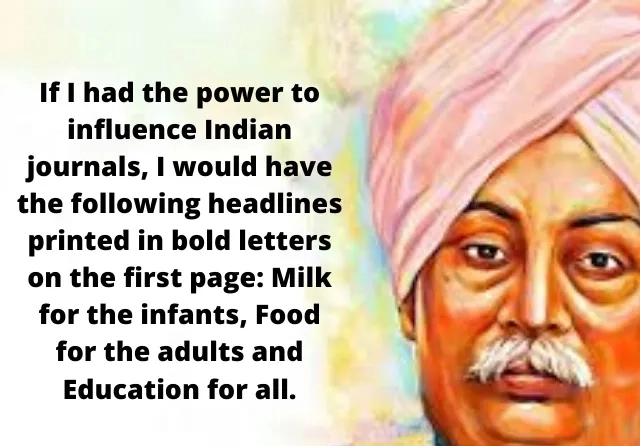 If I had the power to
influence Indian
journals, I would have
the following headlines
printed in bold letters
on the first page: Milk
for the infants, Food
for the adults and
Education for all.